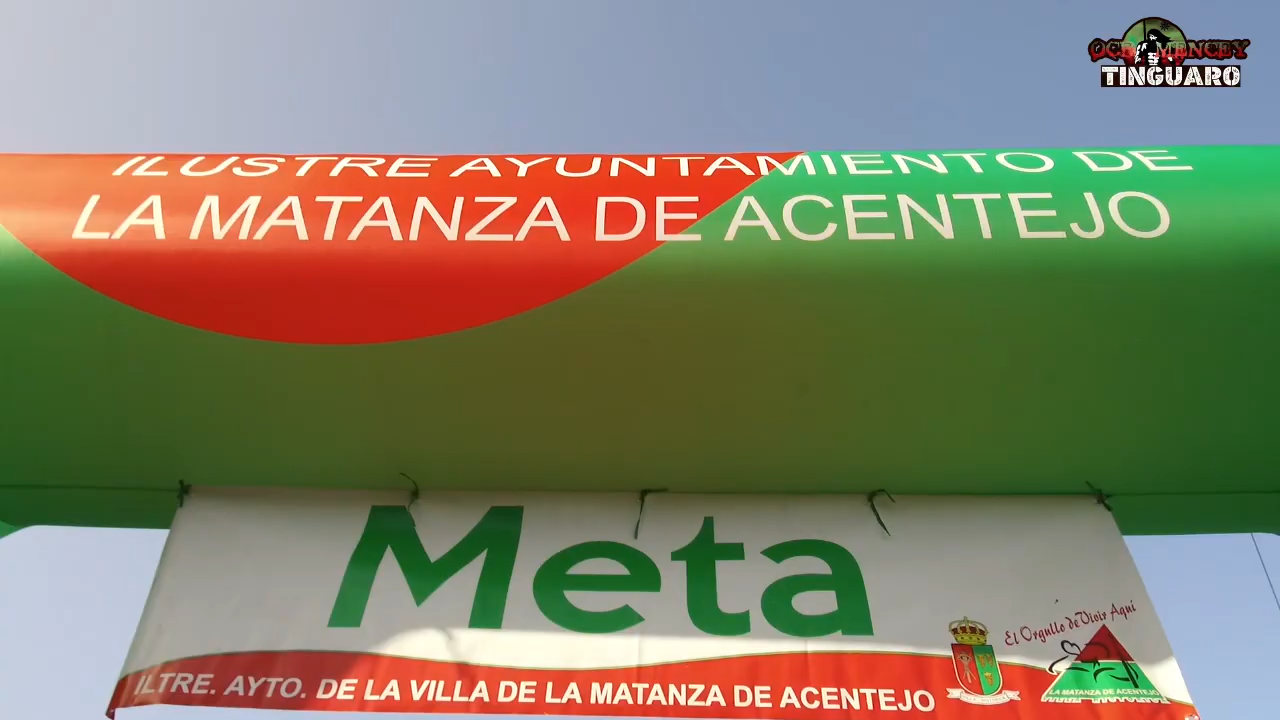 OCR MENCEY
TINGUARO
ILUSTRE AYUNTAMIENTO DE
LA MATANZA DE ACENTEJO
Meta
El Orgullo de Vivir Aquí
LA MATANZA DE ACENTEJO
ILTRE. AYTO. DE LA VILLA DE LA MATANZA DE ACENTEJO